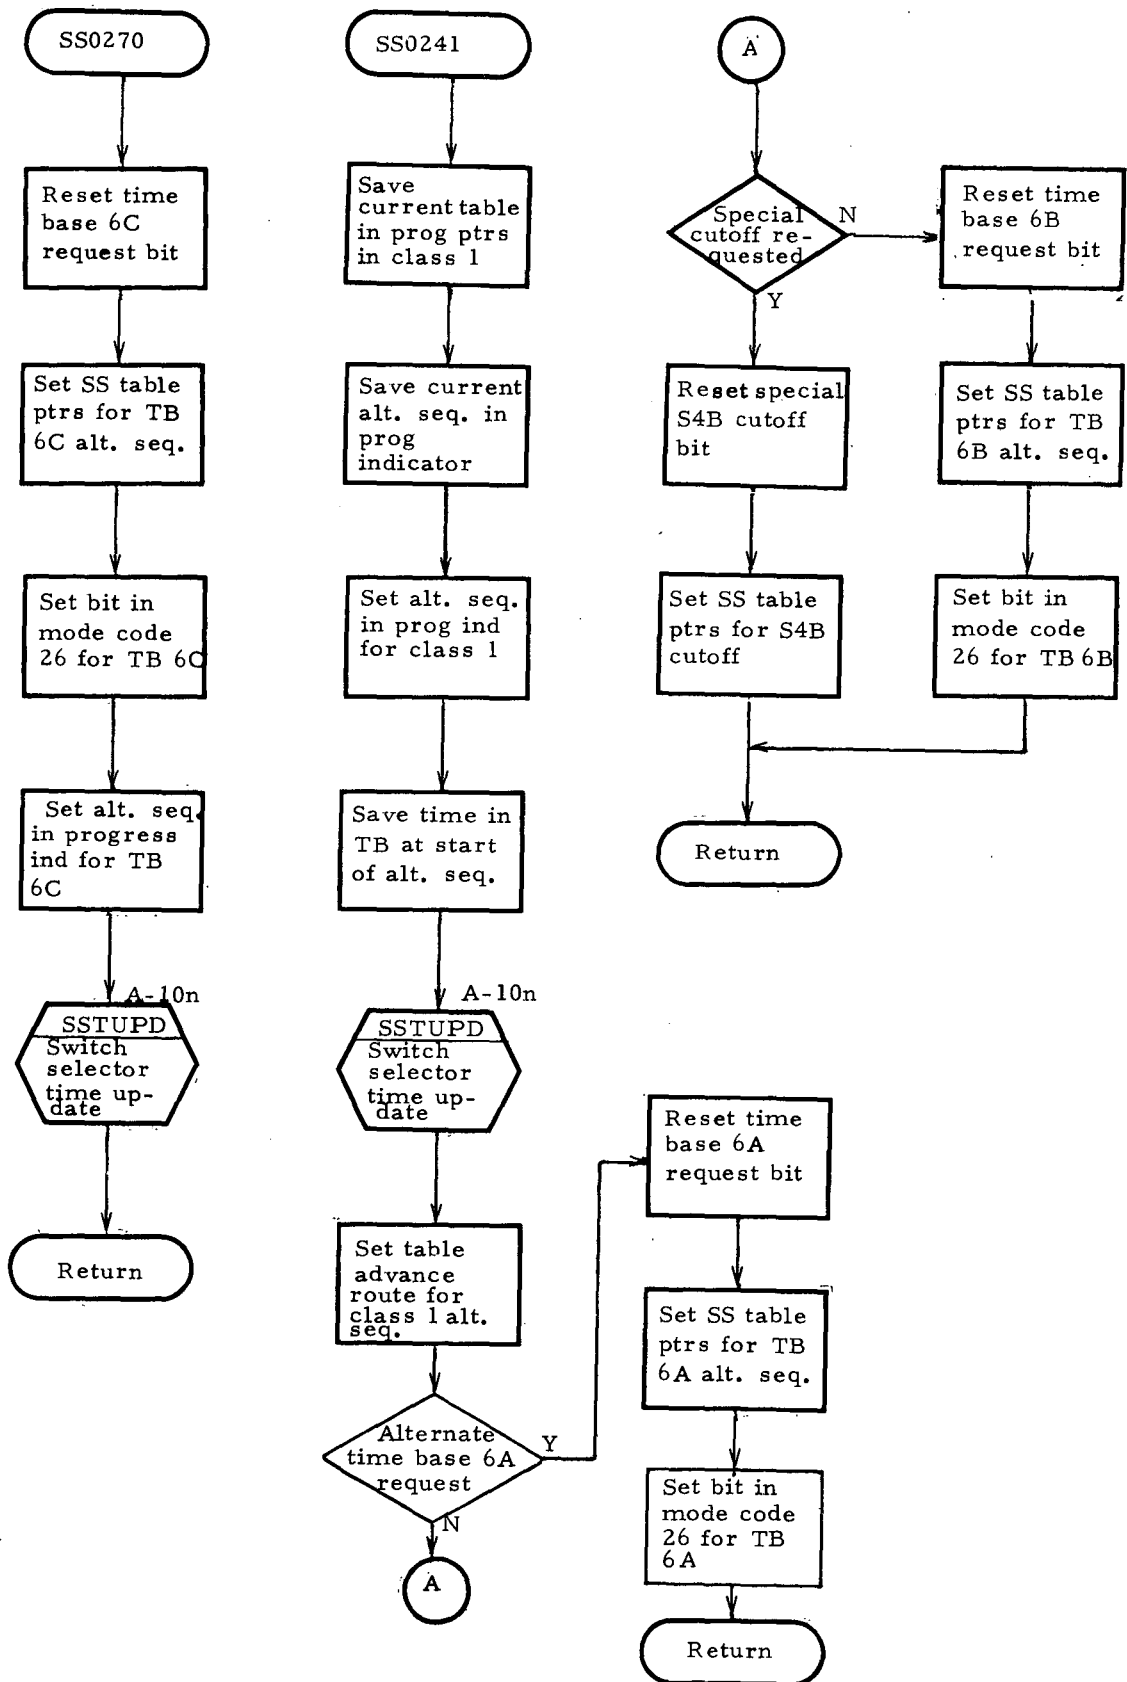 SS0270
Reset time
base 6C
request bit
Set SS table
ptrs for TB
6C alt. seq.
Set bit in
mode code
26 for TB 6C
Set alt. seq.
in progress
ind for TB
6C
A-10n
SSTUPD
Switch
selector
time up-
date
Return
SS0241
Save
current table
in prog ptrs
in class 1
Save current
alt. seq. in
prog
indicator
Set alt. seq.
in prog ind
for class 1
Save time in
TB at start
of alt. seq.
A-10n
SSTUPD
Switch
selector
time up-
date
Set table
advance
route for
class 1 alt.
seq.
Alternate
time base 6A
request
Y
N
A
Reset time
base 6A
request bit
Set SS table
ptrs for TB
6A alt. seq.
Set bit in
mode code
26 for TB
6A
Return
A
Special
cutoff re-
quested
N
Y
Reset special
S4B cutoff
bit
Set SS table
ptrs for S4B
cutoff
Return
Reset time
base 6B
request bit
Set SS table
ptrs for TB
6B alt. seq.
Set bit in
mode code
26 for TB 6B